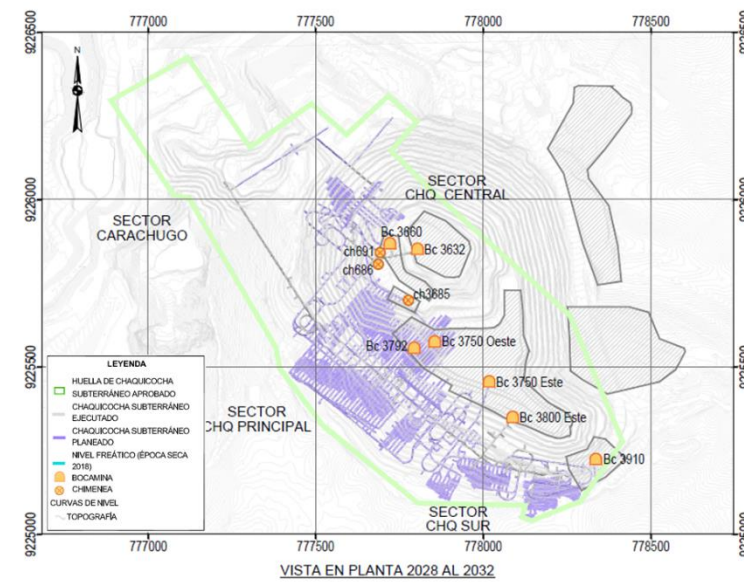 777000 777500 778000 778500
9226500
9226500
N
SECTOR
CHQ CENTRAL
9226000
9226000
SECTOR
CARACHUGO
Bc 3660
ch691
Bc 3632
ch686
ch3685
Bc 3792
Bc 3750 Oeste
9225500
9225500
Bc 3750 Este
SECTOR
CHQ PRINCIPAL
Bc 3800 Este
Bc 3910
SECTOR
CHQ SUR
LEYENDA
HUELLA DE CHAQUICOCHA
SUBTERRÁNEO APROBADO
CHAQUICOCHA SUBTERRÁNEO
EJECUTADO
CHAQUICOCHA SUBTERRÁNEO
PLANEADO
NIVEL FREÁTICO (ÉPOCA SECA
2018)
BOCAMINA
CHIMENEA
CURVAS DE NIVEL
TOPOGRAFÍA
9225000
9225000
777000 777500 778000 778500
VISTA EN PLANTA 2028 AL 2032